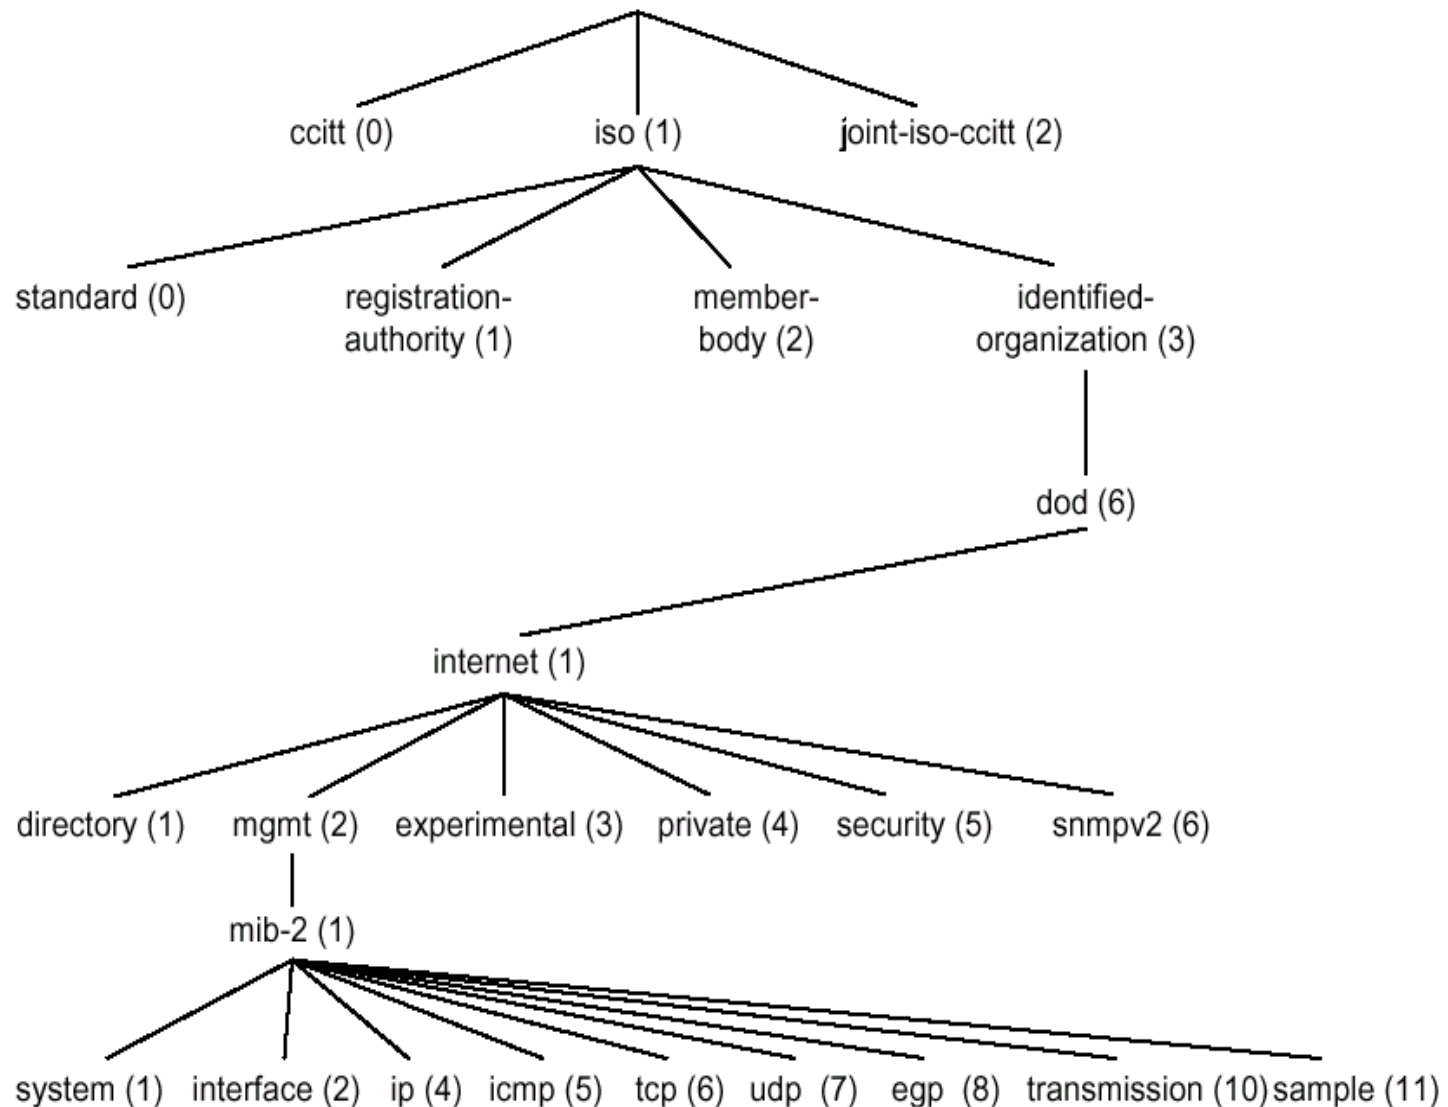 ccitt (0) iso (1) joint-iso-ccitt (2)
standard (0) registration- member- identified-
authority (1) body (2) organization (3)
dod (6)
internet (1)
directory (1) mgmt (2) experimental (3) private (4) security (5) snmpv2 (6)
mib-2 (1)
system (1) interface (2) ip (4) icmp (5) tcp (6) udp (7) egp (8) transmission (10) sample (11)